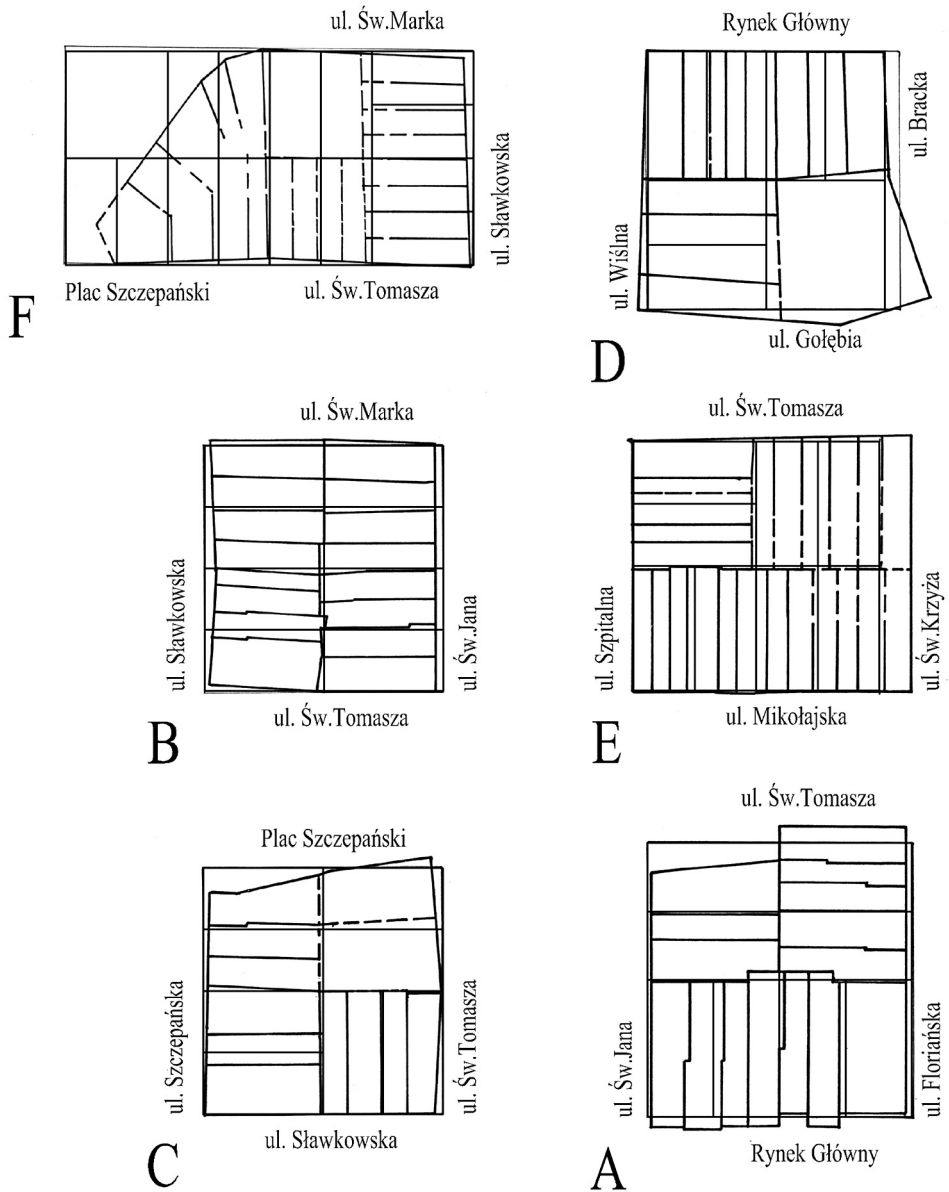 ul. Św.Marka
ul. Sławkowska
Plac Szczepański
ul. Św.Tomasza
F
Rynek Główny
ul. Bracka
ul. Wiślna
ul. Gołębia
D
ul. Św.Marka
ul. Sławkowska
ul. Św.Jana
ul. Św.Tomasza
B
ul. Św.Tomasza
ul. Szpitalna
ul. Św.Krzyża
ul. Mikołajska
E
Plac Szczepański
ul. Szczepańska
ul. Św.Tomasza
ul. Sławkowska
C
ul. Św.Tomasza
ul. Św.Jana
ul. Floriańska
Rynek Główny
A